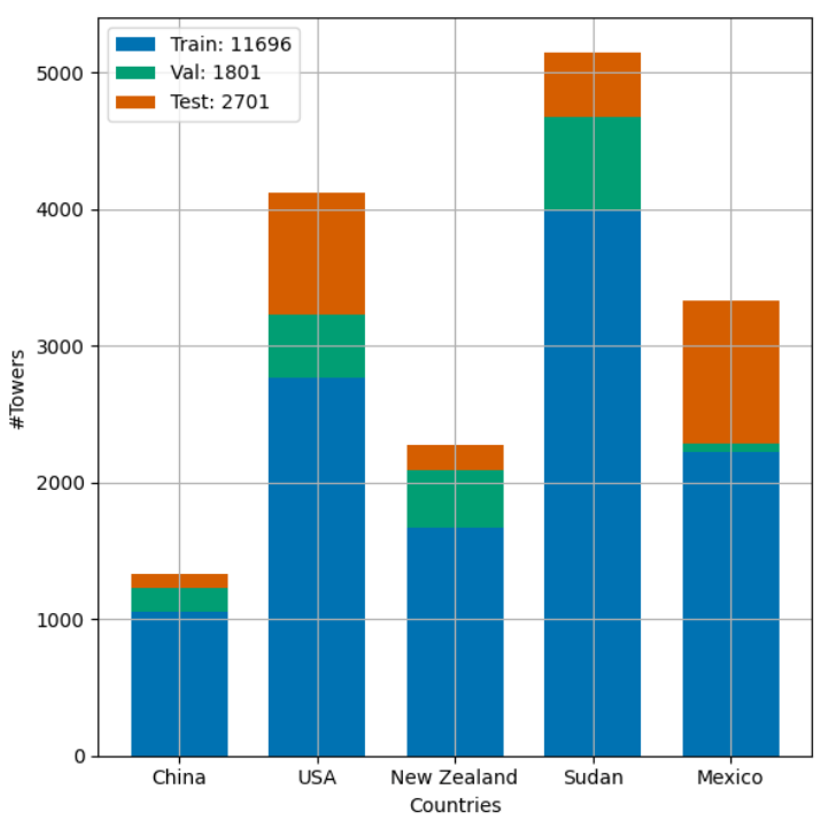 Train: 11696
Val: 1801
Test: 2701
5000
4000
3000
2000
1000
0
#Towers
China USA New Zealand Sudan Mexico
Countries